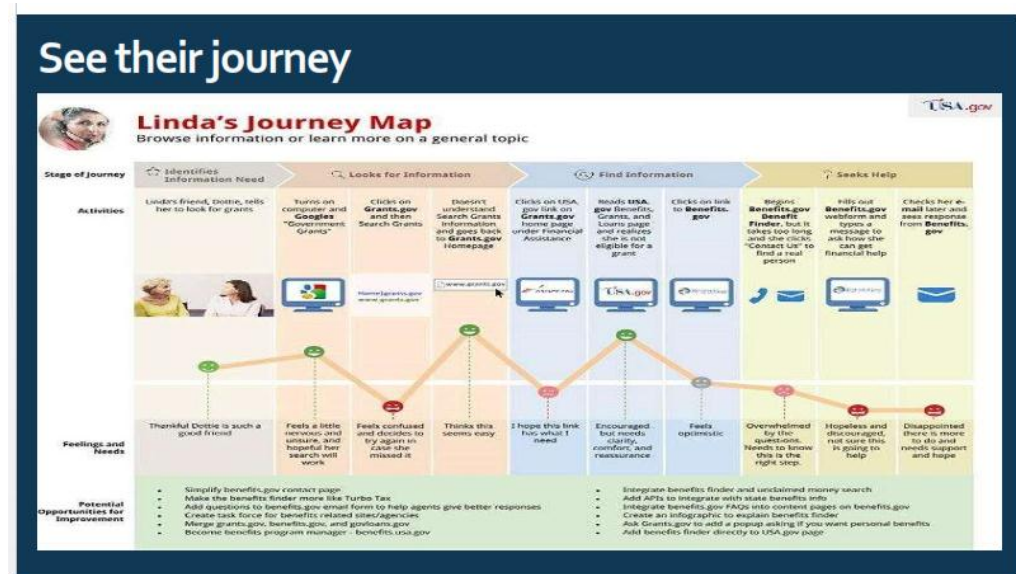 See their journey
USA.gov
Linda's Journey Map
Browse information or learn more on a general topic
Stage of Journey
Identifies
Information Need
Looks for Information
Find Information
Seeks Help
Activities
Linda's friend, Dottie, tells
her to look for grants
Turns on
computer and
Googles
"Government
Grants"
Clicks on
Grants.gov
and then
Search Grants
Doesn't
understand
Search Grants
Information
and goes back
to Grants.gov
Homepage
Clicks on USA.
gov link on
Grants.gov
home page
under Financial
Assistance
Reads USA.
gov Benefits,
Grants, and
Loans page
and realizes
she is not
eligible for a
grant
Clicks on link
to Benefits.
gov
Begins
Benefits.gov
Benefit
Finder, but it
takes too long
and she clicks
"Contact Us" to
find a real
person
Fills out
Benefits.gov
webform and
types a
message to
ask how she
can get
financial help
Checks her e-
mail later and
sees response
from Benefits.
gov
www.grants.gov
www.grants.gov
USA.gov
Feelings and
Needs
Thankful Dottie is such a
good friend
Feels a little
nervous and
unsure, and
hopeful her
search will
work
Feels confused
and decides to
try again in
case she
missed it
Thinks this
seems easy
I hope this link
has what I
need
Encouraged
but needs
clarity,
comfort, and
reassurance
Feels
optimistic
Overwhelmed
by the
questions.
Needs to know
this is the
right step.
Hopeless and
discouraged,
not sure this
is going to
help
Disappointed
there is more
to do and
needs support
and hope
Potential
Opportunities for
Improvement
• Simplify benefits.gov contact page
• Make the benefits finder more like Turbo Tax
• Add questions to benefits.gov email form to help agents give better responses
• Create task force for benefits related sites/agencies
• Merge grants.gov, benefits.gov, and govloans.gov
• Become benefits program manager - benefits.usa.gov
• Integrate benefits finder and unclaimed money search
• Add APIs to integrate with state benefits info
• Integrate benefits.gov FAQs into content pages on benefits.gov
• Create an infographic to explain benefits finder
• Ask Grants.gov to add a popup asking if you want personal benefits
• Add benefits finder directly to USA.gov page